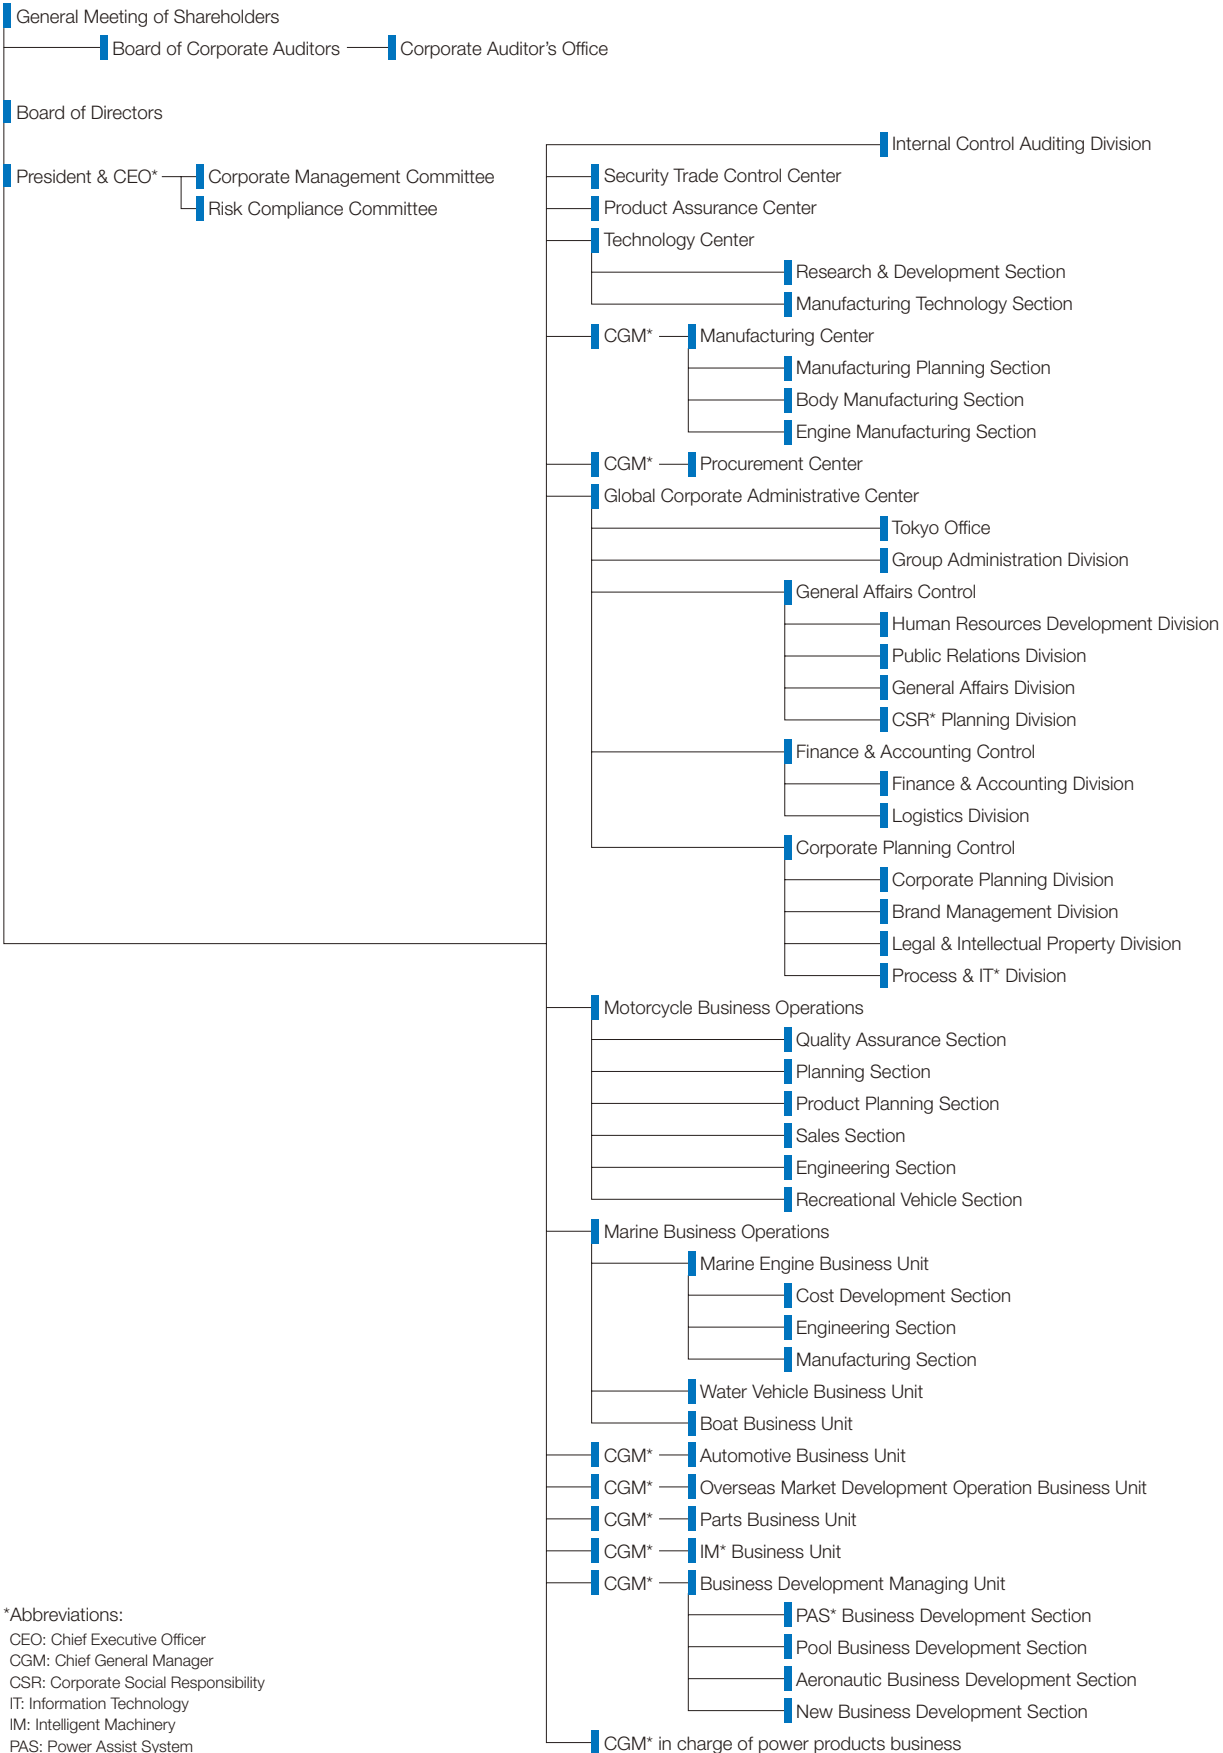 General Meeting of Shareholders
Board of Corporate Auditors
Corporate Auditor’s Office
Board of Directors
Internal Control Auditing Division
President & CEO*
Corporate Management Committee
Security Trade Control Center
Risk Compliance Committee
Product Assurance Center
Technology Center
Research & Development Section
Manufacturing Technology Section
CGM*
Manufacturing Center
Manufacturing Planning Section
Body Manufacturing Section
Engine Manufacturing Section
CGM*
Procurement Center
Global Corporate Administrative Center
Tokyo Office
Group Administration Division
General Affairs Control
Human Resources Development Division
Public Relations Division
General Affairs Division
CSR* Planning Division
Finance & Accounting Control
Finance & Accounting Division
Logistics Division
Corporate Planning Control
Corporate Planning Division
Brand Management Division
Legal & Intellectual Property Division
Process & IT* Division
Motorcycle Business Operations
Quality Assurance Section
Planning Section
Product Planning Section
Sales Section
Engineering Section
Recreational Vehicle Section
Marine Business Operations
Marine Engine Business Unit
Cost Development Section
Engineering Section
Manufacturing Section
Water Vehicle Business Unit
Boat Business Unit
CGM*
Automotive Business Unit
CGM*
Overseas Market Development Operation Business Unit
CGM*
Parts Business Unit
CGM*
IM* Business Unit
CGM*
Business Development Managing Unit
PAS* Business Development Section
Pool Business Development Section
Aeronautic Business Development Section
New Business Development Section
CGM* in charge of power products business
*Abbreviations:
CEO: Chief Executive Officer
CGM: Chief General Manager
CSR: Corporate Social Responsibility
IT: Information Technology
IM: Intelligent Machinery
PAS: Power Assist System